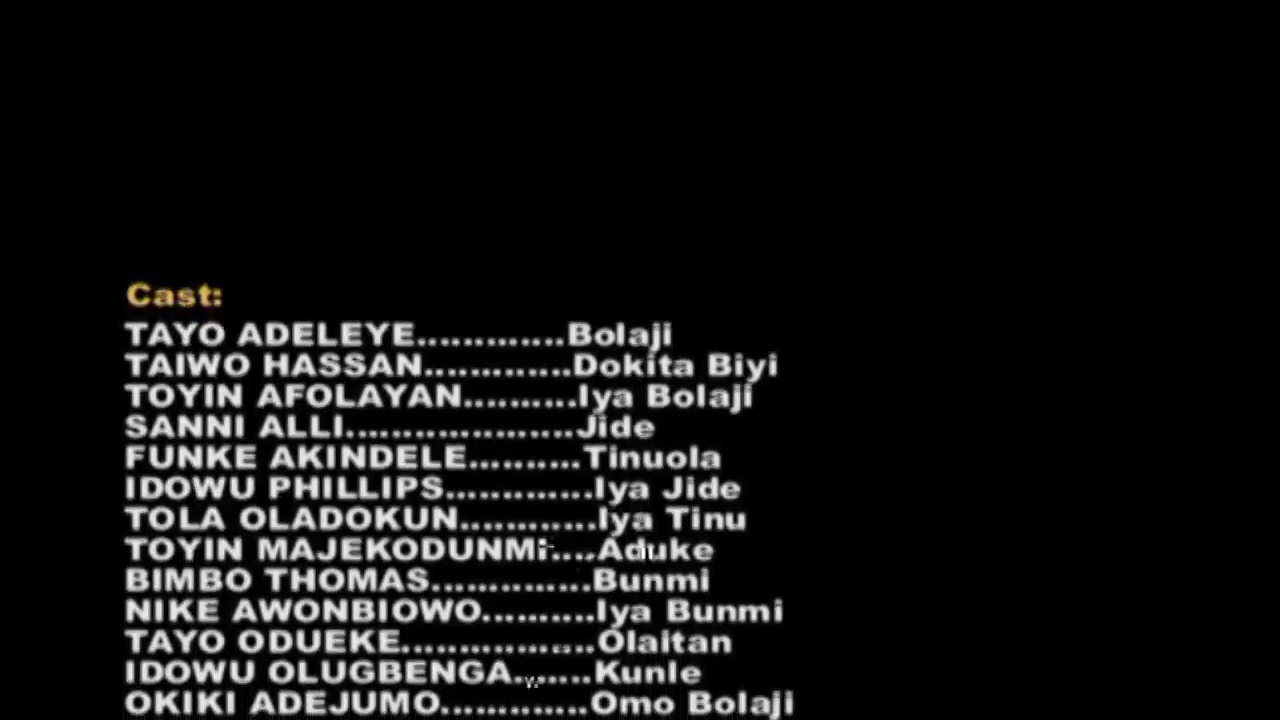 Cast:
TAYO ADELEYE..............Bolaji
TAIWO HASSAN..............Dokita Biyi
TOYIN AFOLAYAN...........Iya Bolaji
SANNI ALLI......................Jide
FUNKE AKINDELE...........Tinuola
IDOWU PHILLIPS..............Iya Jide
TOLA OLADOKUN.............Iya Tinu
TOYIN MAJEKODUNMi.....Aduke
BIMBO THOMAS................Bunmi
NIKE AWONBIOWO...........Iya Bunmi
TAYO ODUEKE...................Olaitan
IDOWU OLUGBENGA........Kunle
OKIKI ADEJUMO..............Omo Bolaji